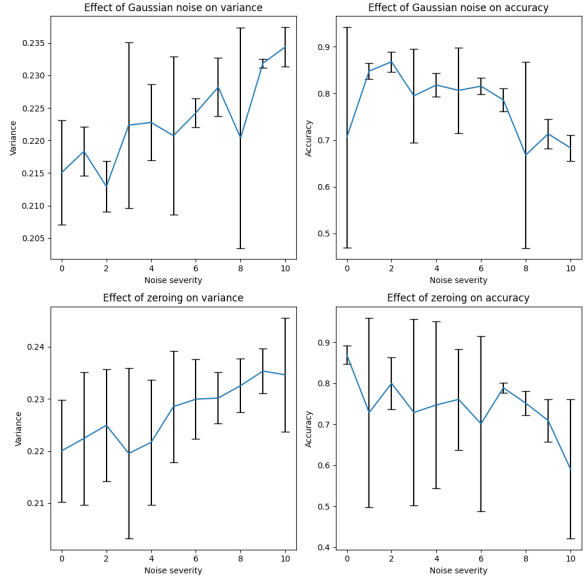 Effect of Gaussian noise on variance
0.235
0.230
0.225
0.220
0.215
0.210
0.205
Variance
0 2 4 6 8 10
Noise severity
Effect of Gaussian noise on accuracy
0.9
0.8
0.7
0.6
0.5
Accuracy
0 2 4 6 8 10
Noise severity
Effect of zeroing on variance
0.24
0.23
0.22
0.21
Variance
0 2 4 6 8 10
Noise severity
Effect of zeroing on accuracy
0.9
0.8
0.7
0.6
0.5
0.4
Accuracy
0 2 4 6 8 10
Noise severity